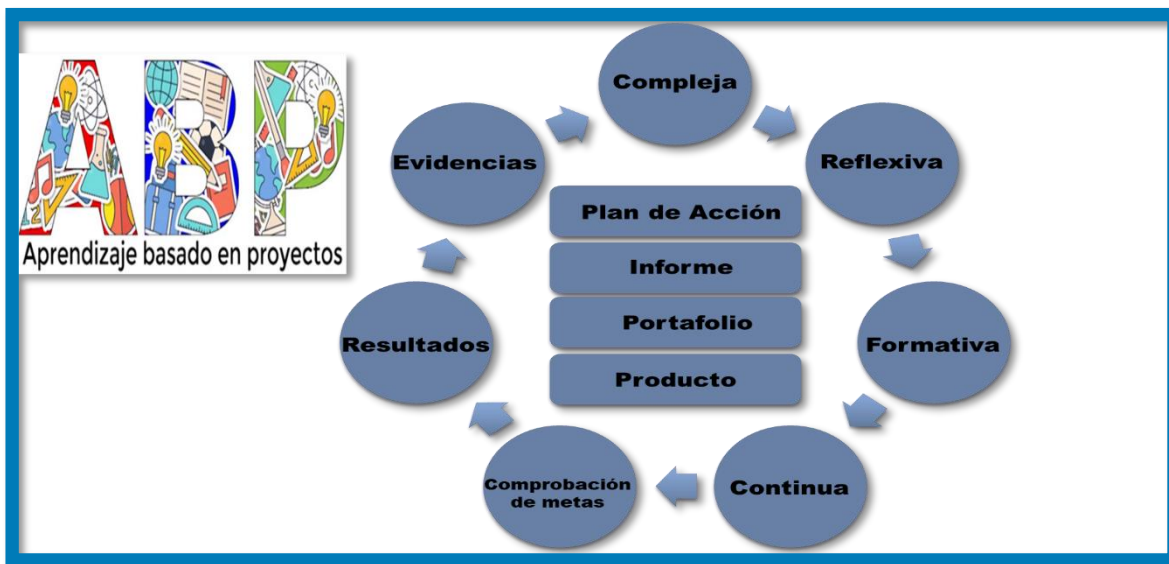 ABP
Aprendizaje basado en proyectos
Compleja
Reflexiva
Formativa
Continua
Comprobación
de metas
Resultados
Evidencias
Plan de Acción
Informe
Portafolio
Producto